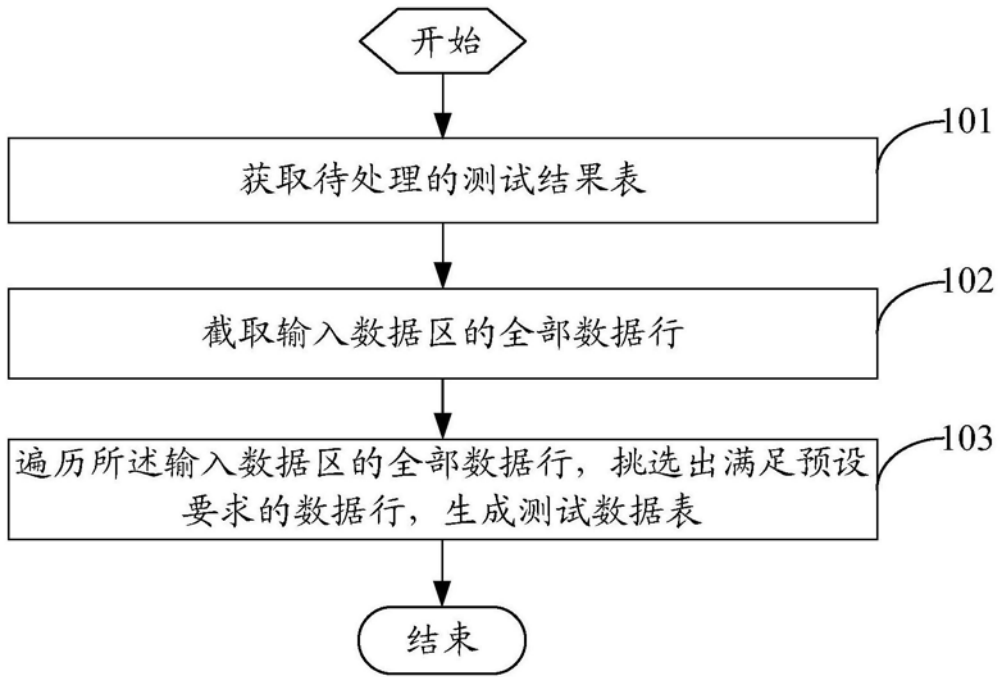 开始
101
获取待处理的测试结果表
102
截取输入数据区的全部数据行
103
遍历所述输入数据区的全部数据行，挑选出满足预设
要求的数据行，生成测试数据表
结束